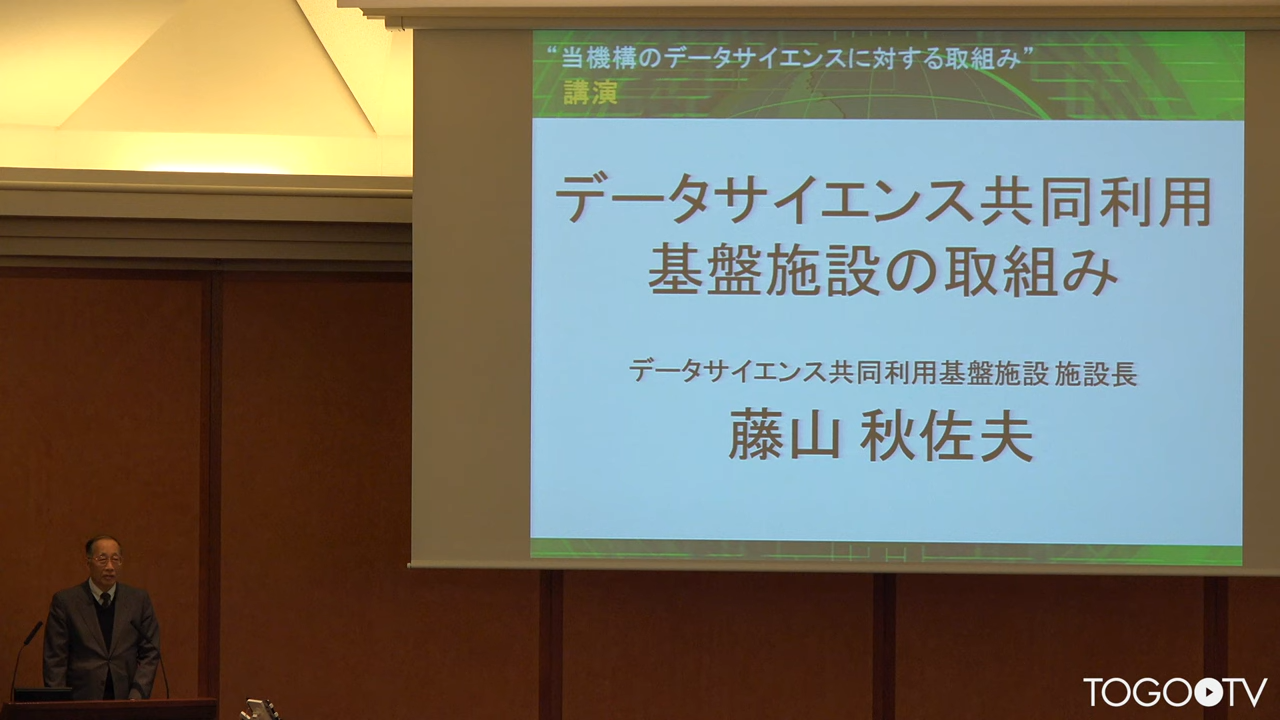 “当機構のデータサイエンスに対する取組み”
講演
データサイエンス共同利用
基盤施設の取組み
データサイエンス共同利用基盤施設 施設長
藤山 秋佐夫
TOGO TV